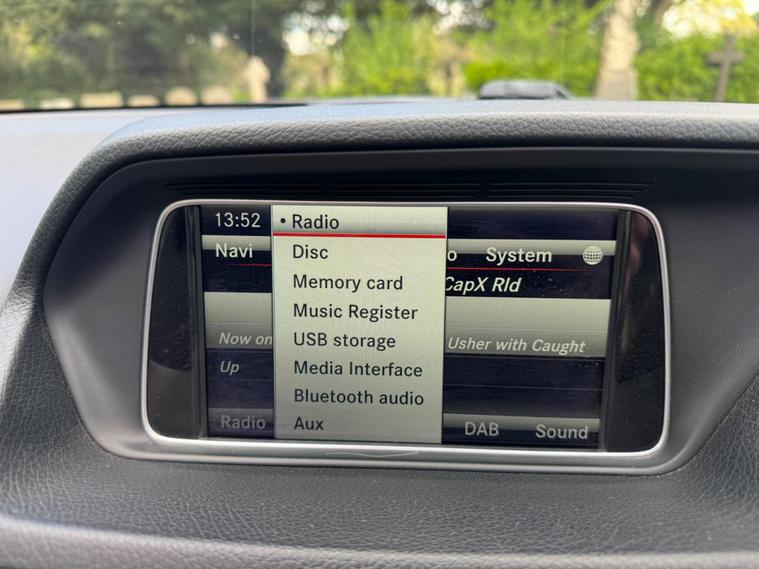 13:52
• Radio
Navi
o
System
Disc
CapX Rld
Memory card
Music Register
Now on
USB storage
Usher with Caught
Up
Media Interface
Bluetooth audio
Radio
Aux
DAB
Sound